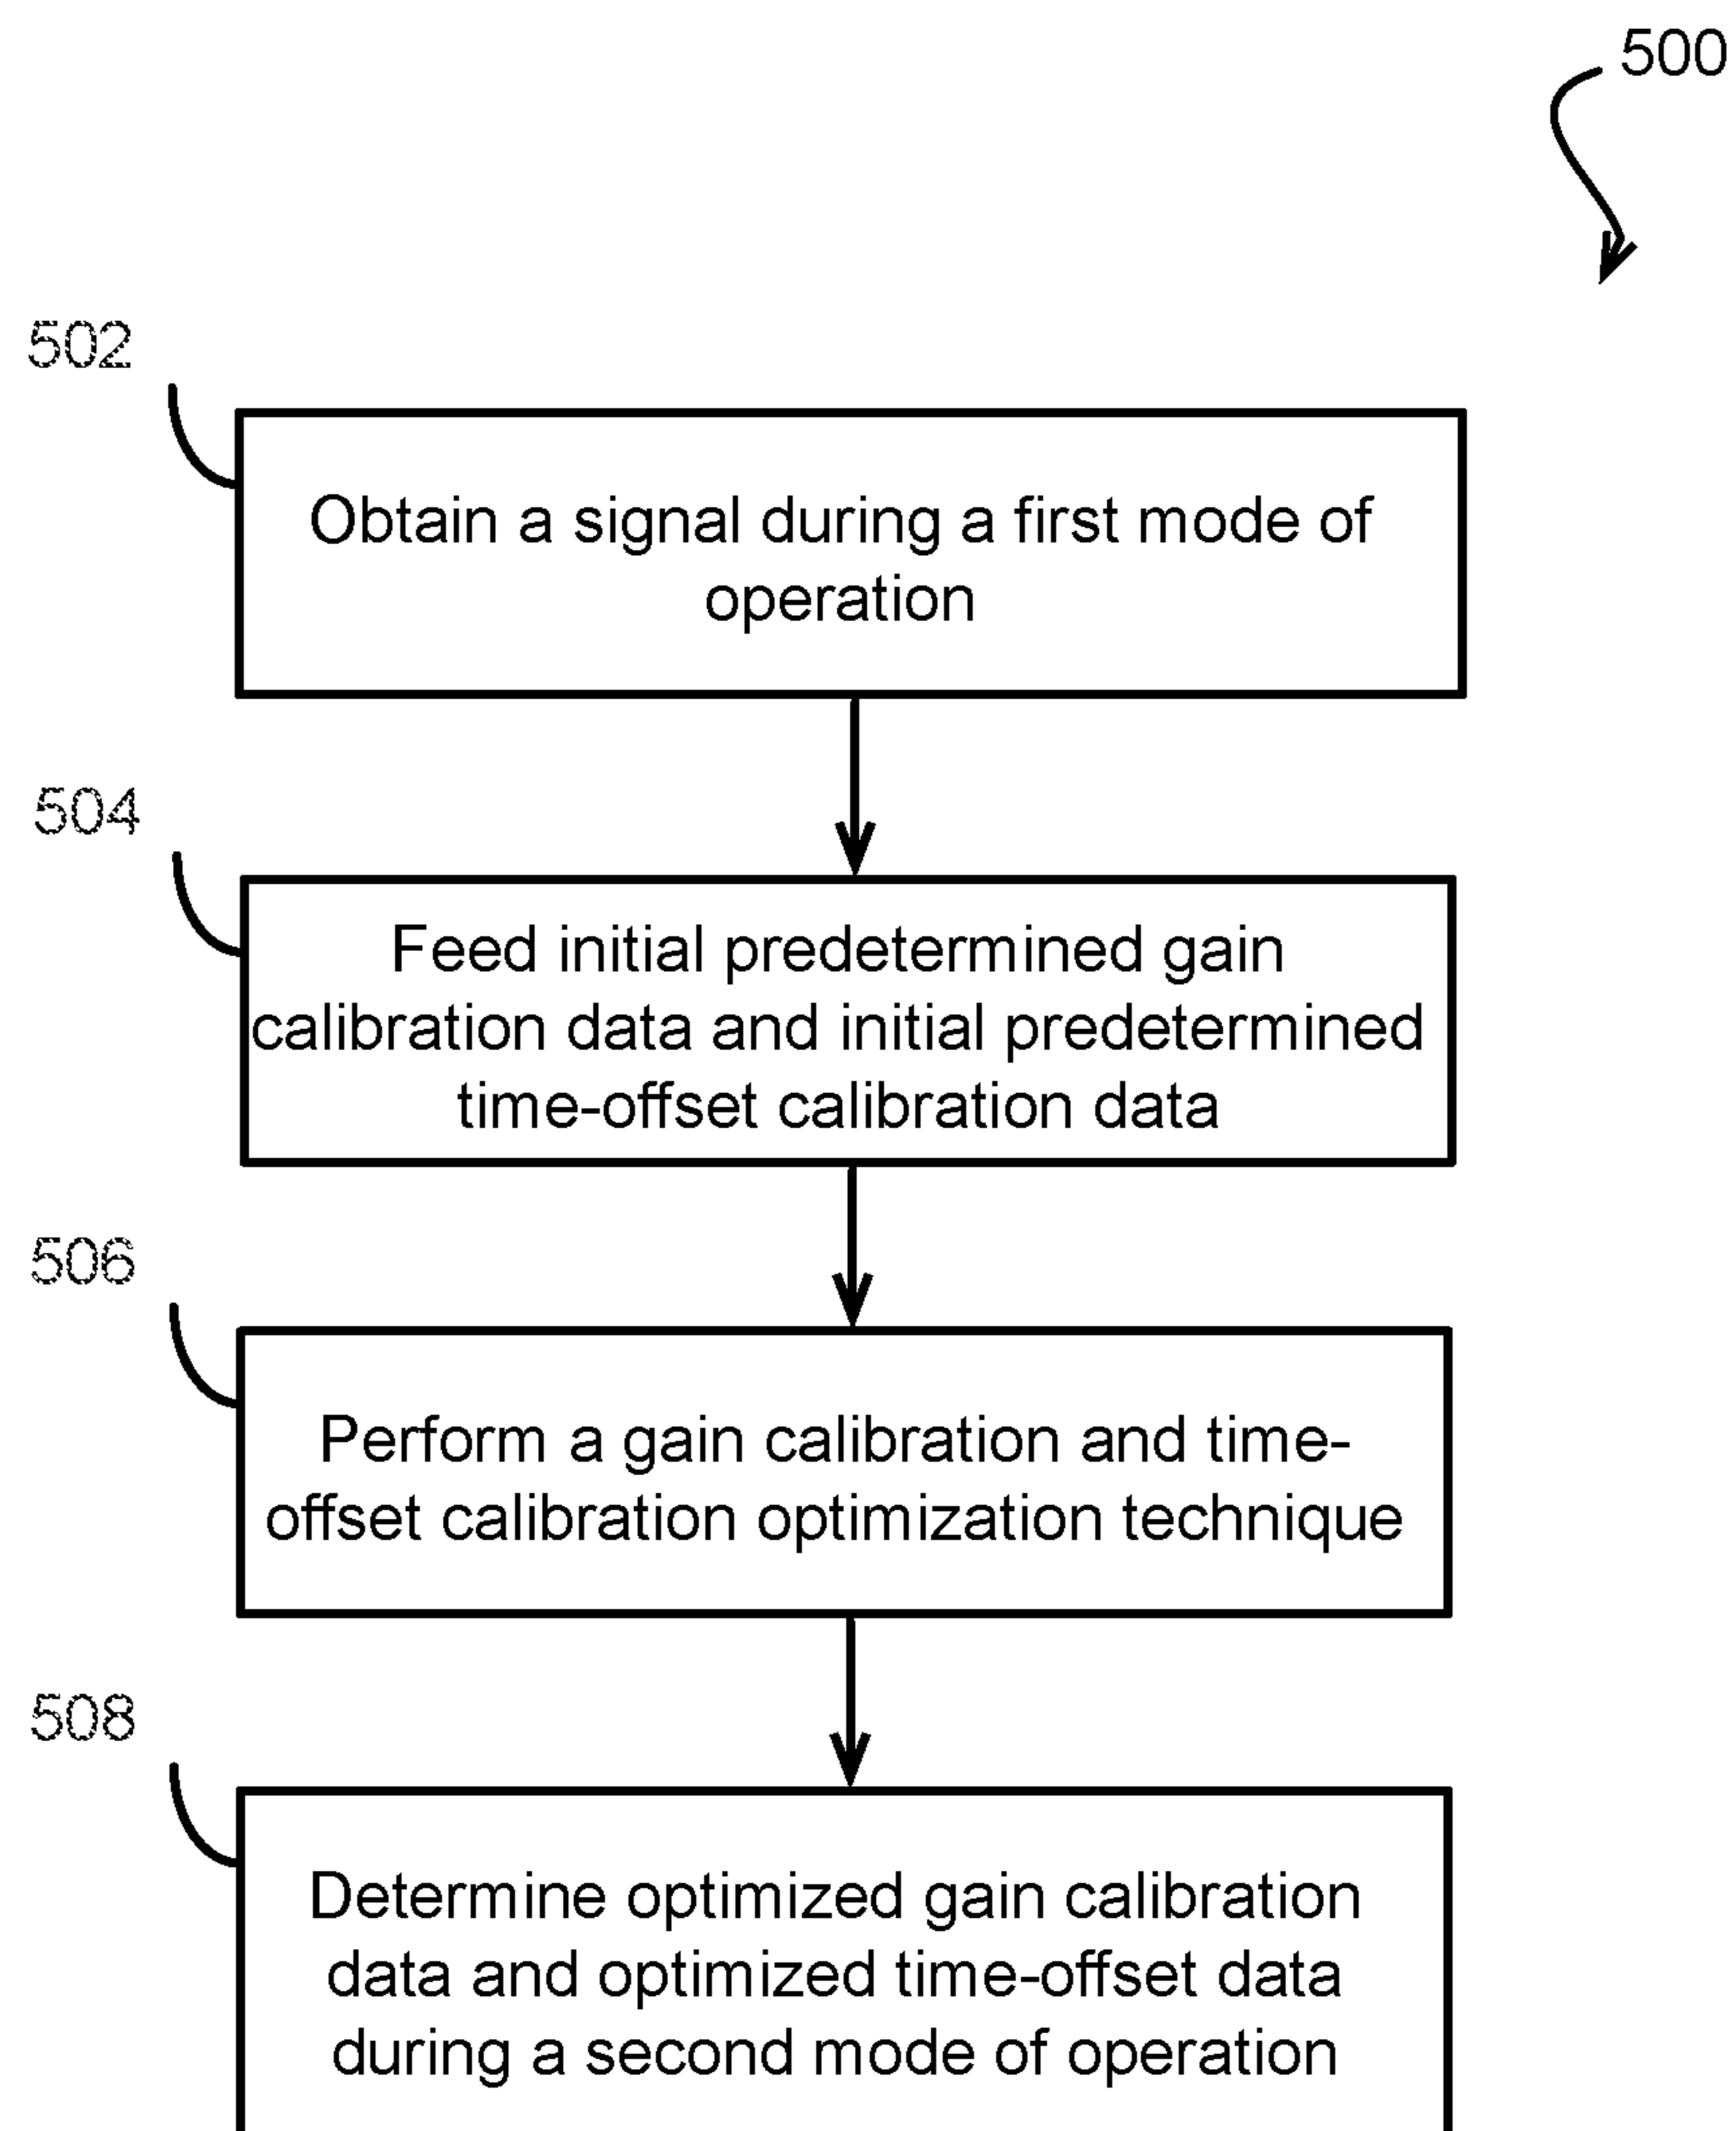 500
502
Obtain a signal during a first mode of
operation
504
Feed initial predetermined gain
calibration data and initial predetermined
time-offset calibration data
506
Perform a gain calibration and time-
offset calibration optimization technique
508
Determine optimized gain calibration
data and optimized time-offset data
during a second mode of operation